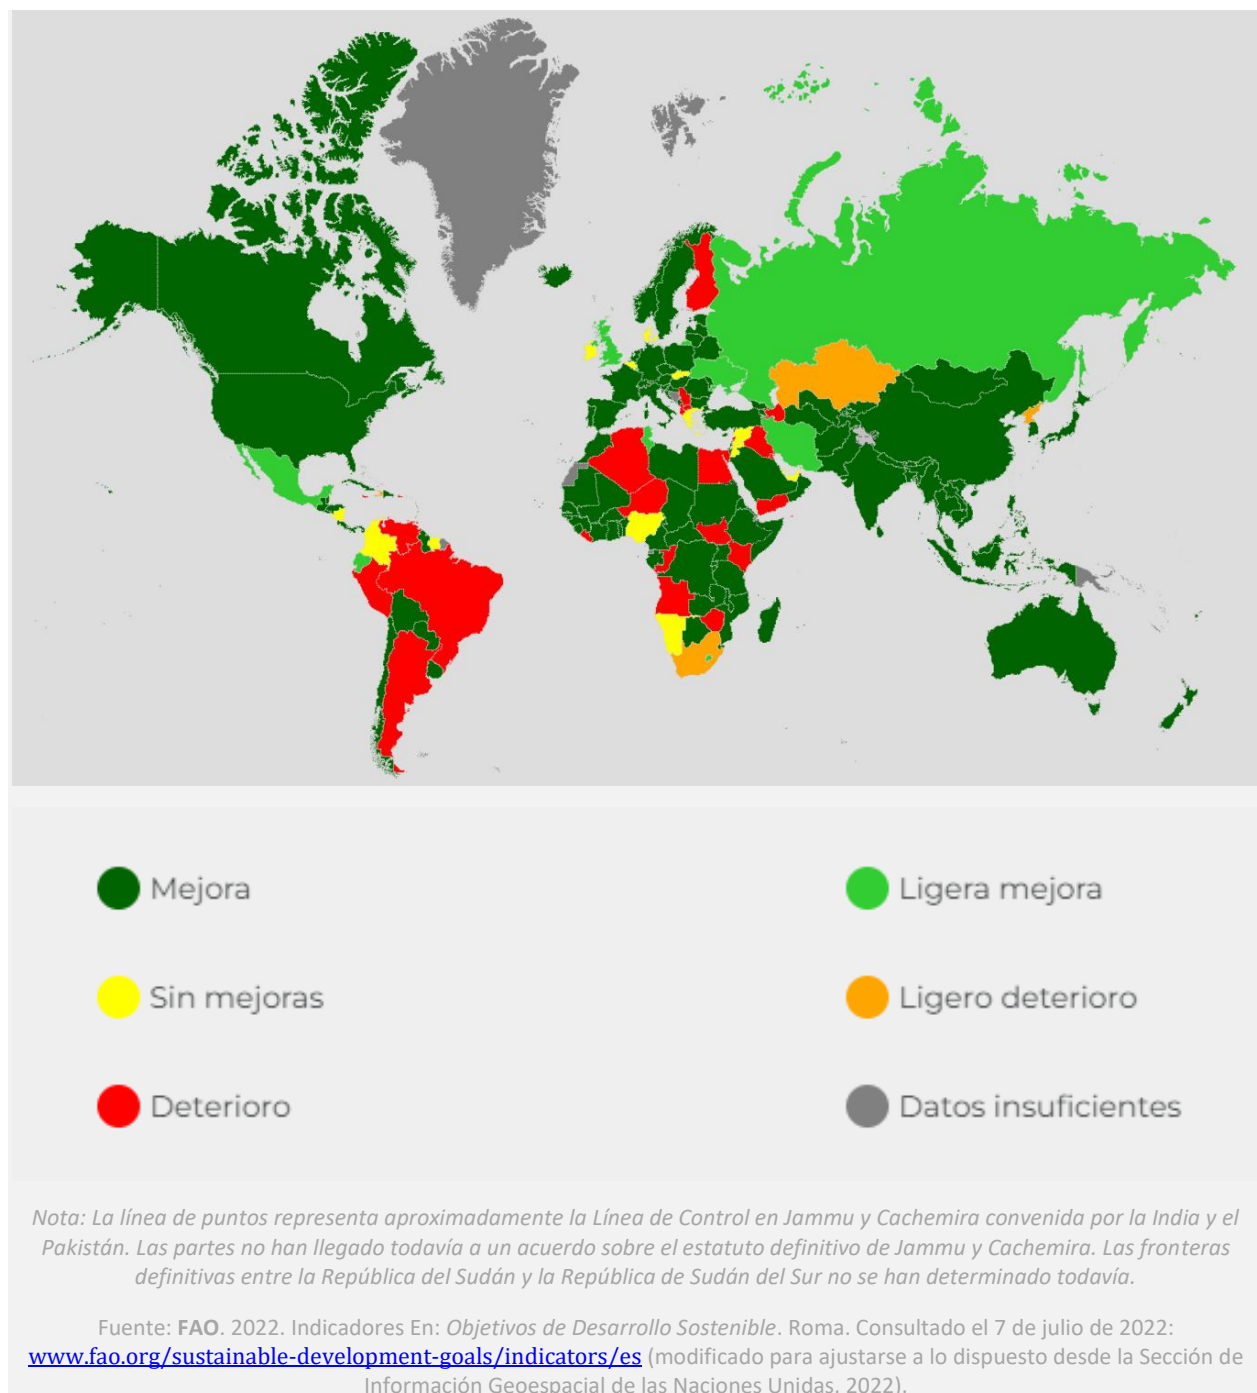 Mejora
Ligera mejora
Sin mejoras
Ligero deterioro
Deterioro
Datos insuficientes
Nota: La línea de puntos representa aproximadamente la Línea de Control en Jammu y Cachemira convenida por la India y el
Pakistán. Las partes no han llegado todavía a un acuerdo sobre el estatuto definitivo de Jammu y Cachemira. Las fronteras
definitivas entre la República del Sudán y la República de Sudán del Sur no se han determinado todavía.
Fuente: FAO. 2022. Indicadores En: Objetivos de Desarrollo Sostenible. Roma. Consultado el 7 de julio de 2022:
www.fao.org/sustainable-development-goals/indicators/es (modificado para ajustarse a lo dispuesto desde la Sección de
Información Geoespacial de las Naciones Unidas, 2022).